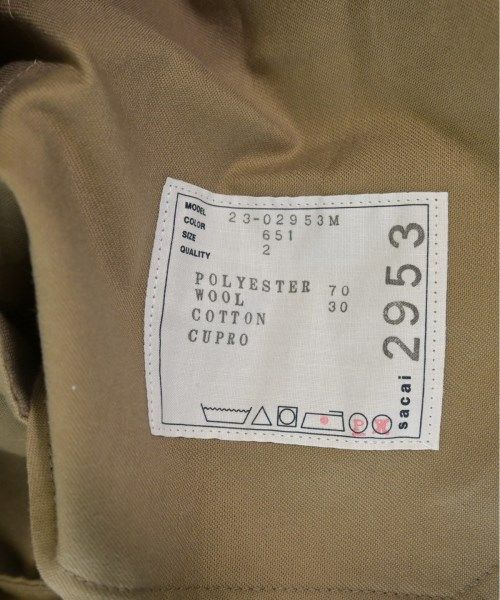 MODEL 23-02953M
COLOR 651
SIZE 2
QUALITY
POLYESTER 70
WOOL 30
COTTON
CUPRO
P
sacai 2953